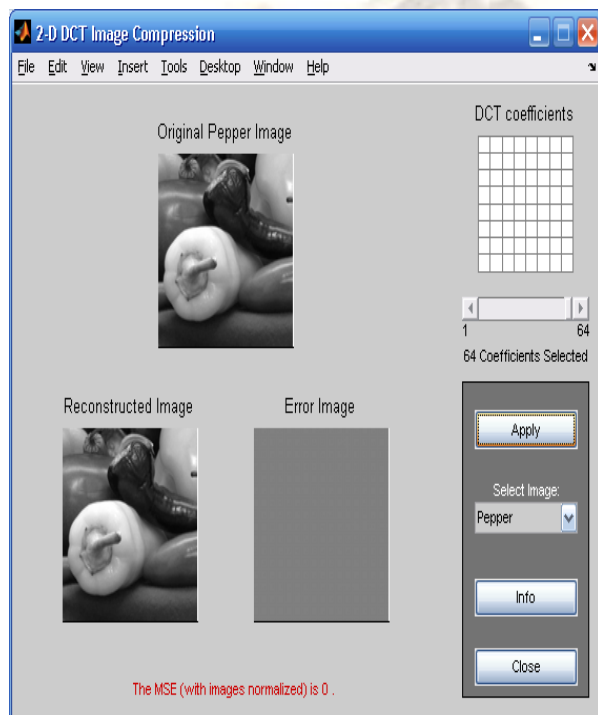 2-D DCT Image Compression
File Edit View Insert Tools Desktop Window Help
Original Pepper Image
DCT coefficients
1 64
64 Coefficients Selected
Reconstructed Image
Error Image
Apply
Select Image:
Pepper
Info
Close
The MSE (with images normalized) is 0 .